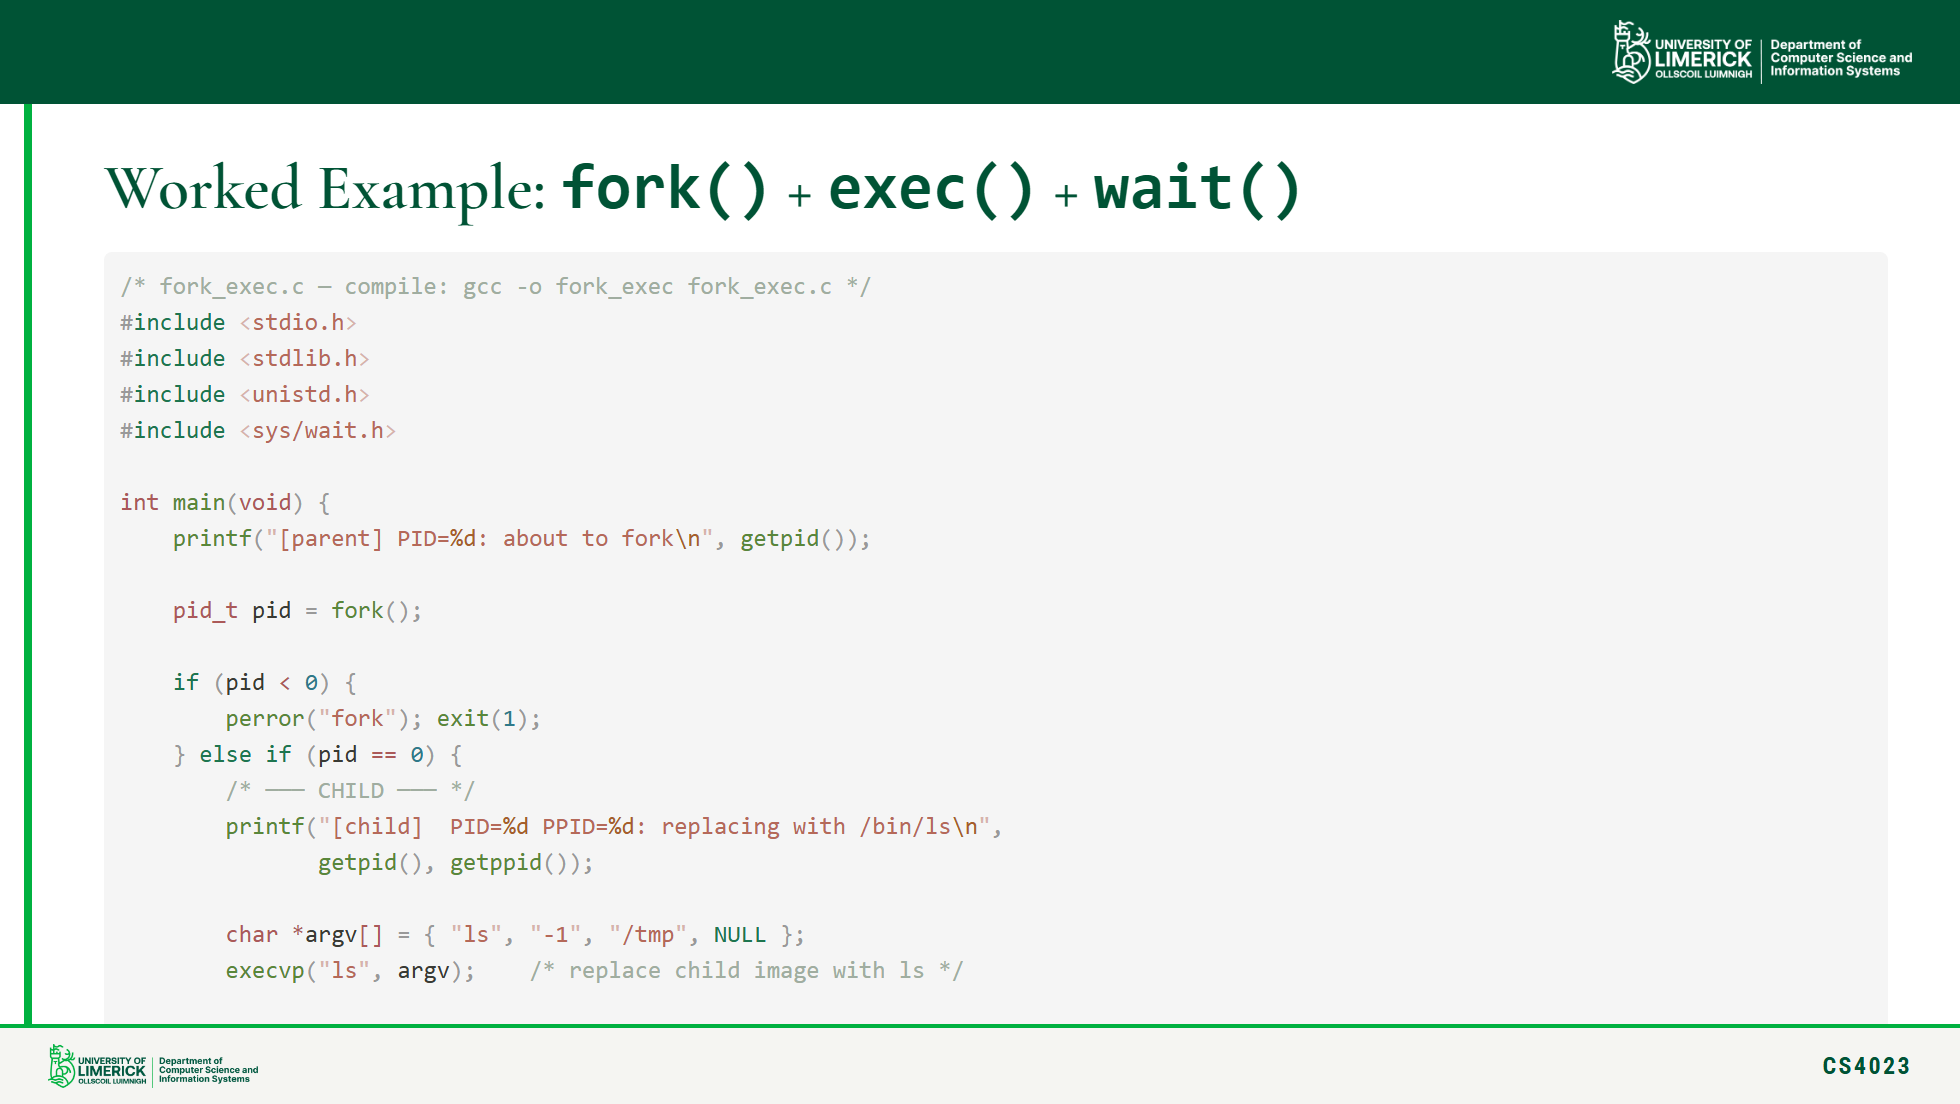 UNIVERSITY OF
LIMERICK
OLLSCOIL LUIMNIGH
Department of
Computer Science and
Information Systems
Worked Example: fork() + exec() + wait()
/* fork_exec.c — compile: gcc -o fork_exec fork_exec.c */
#include <stdio.h>
#include <stdlib.h>
#include <unistd.h>
#include <sys/wait.h>
int main(void) {
    printf("[parent] PID=%d: about to fork\n", getpid());
    pid_t pid = fork();
    if (pid < 0) {
        perror("fork"); exit(1);
    } else if (pid == 0) {
        /* ─── CHILD ─── */
        printf("[child]  PID=%d PPID=%d: replacing with /bin/ls\n",
               getpid(), getppid());
        char *argv[] = { "ls", "-1", "/tmp", NULL };
        execvp("ls", argv);    /* replace child image with ls */
UNIVERSITY OF
LIMERICK
OLLSCOIL LUIMNIGH
Department of
Computer Science and
Information Systems
CS4023